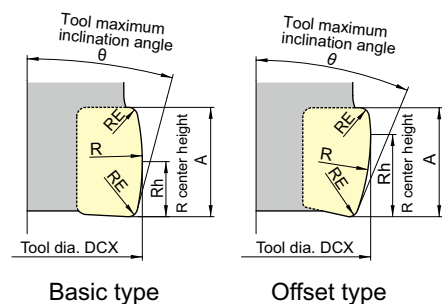 Tool maximum
inclination angle
θ
RE
R
RE
Rh
R center height
A
Tool dia. DCX
Basic type
Tool maximum
inclination angle
θ
RE
R
RE
Rh
R center height
A
Tool dia. DCX
Offset type